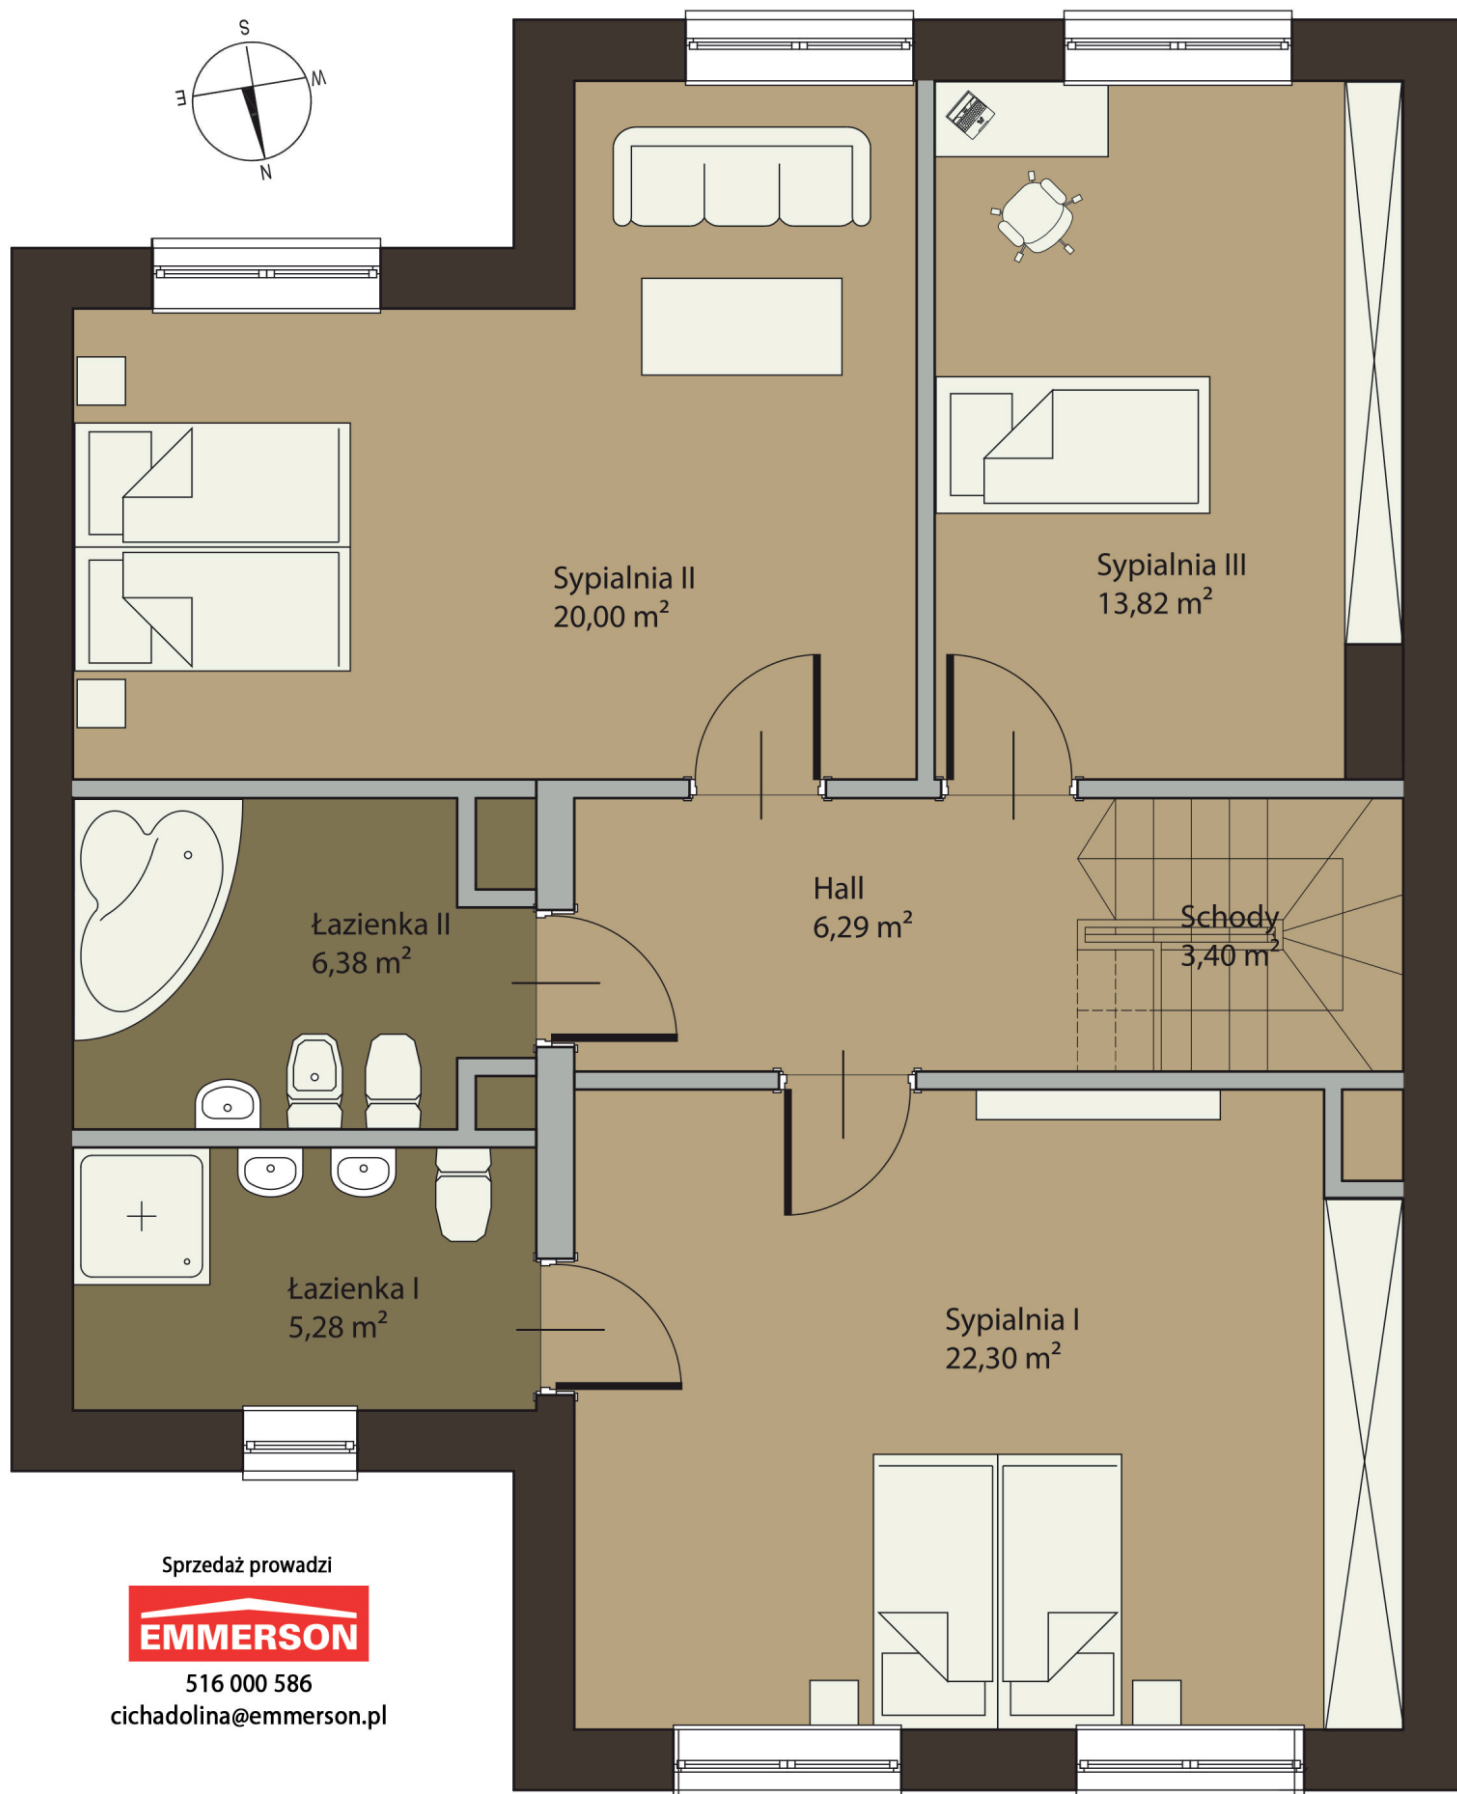 S
W
E
N
Sypialnia II
20,00 m²
Sypialnia III
13,82 m²
Hall
6,29 m²
Schody
3,40 m²
Łazienka II
6,38 m²
Łazienka I
5,28 m²
Sypialnia I
22,30 m²
Sprzedaż prowadzi
EMMERSON
516 000 586
cichadolina@emmerson.pl